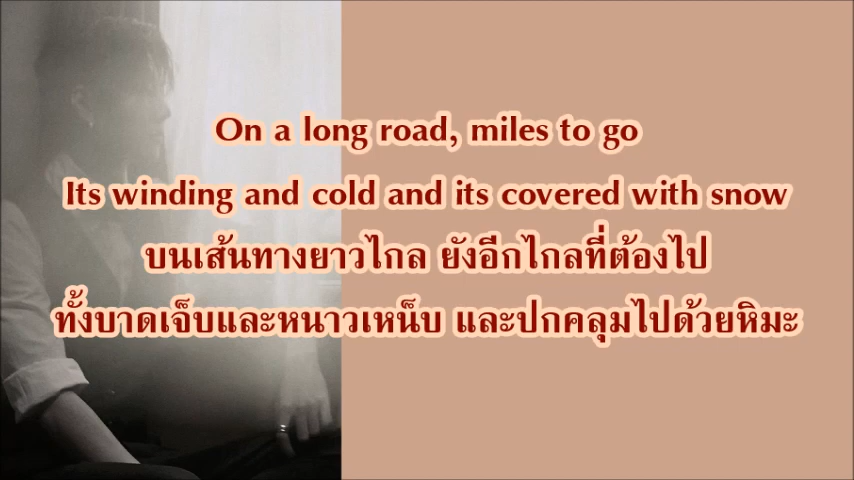 On a long road, miles to go
Its winding and cold and its covered with snow
บนเส้นทางยาวไกล ยังอีกไกลที่ต้องไป
ทั้งบาดเจ็บและหนาวเหน็บ และปกคลุมไปด้วยหิมะ